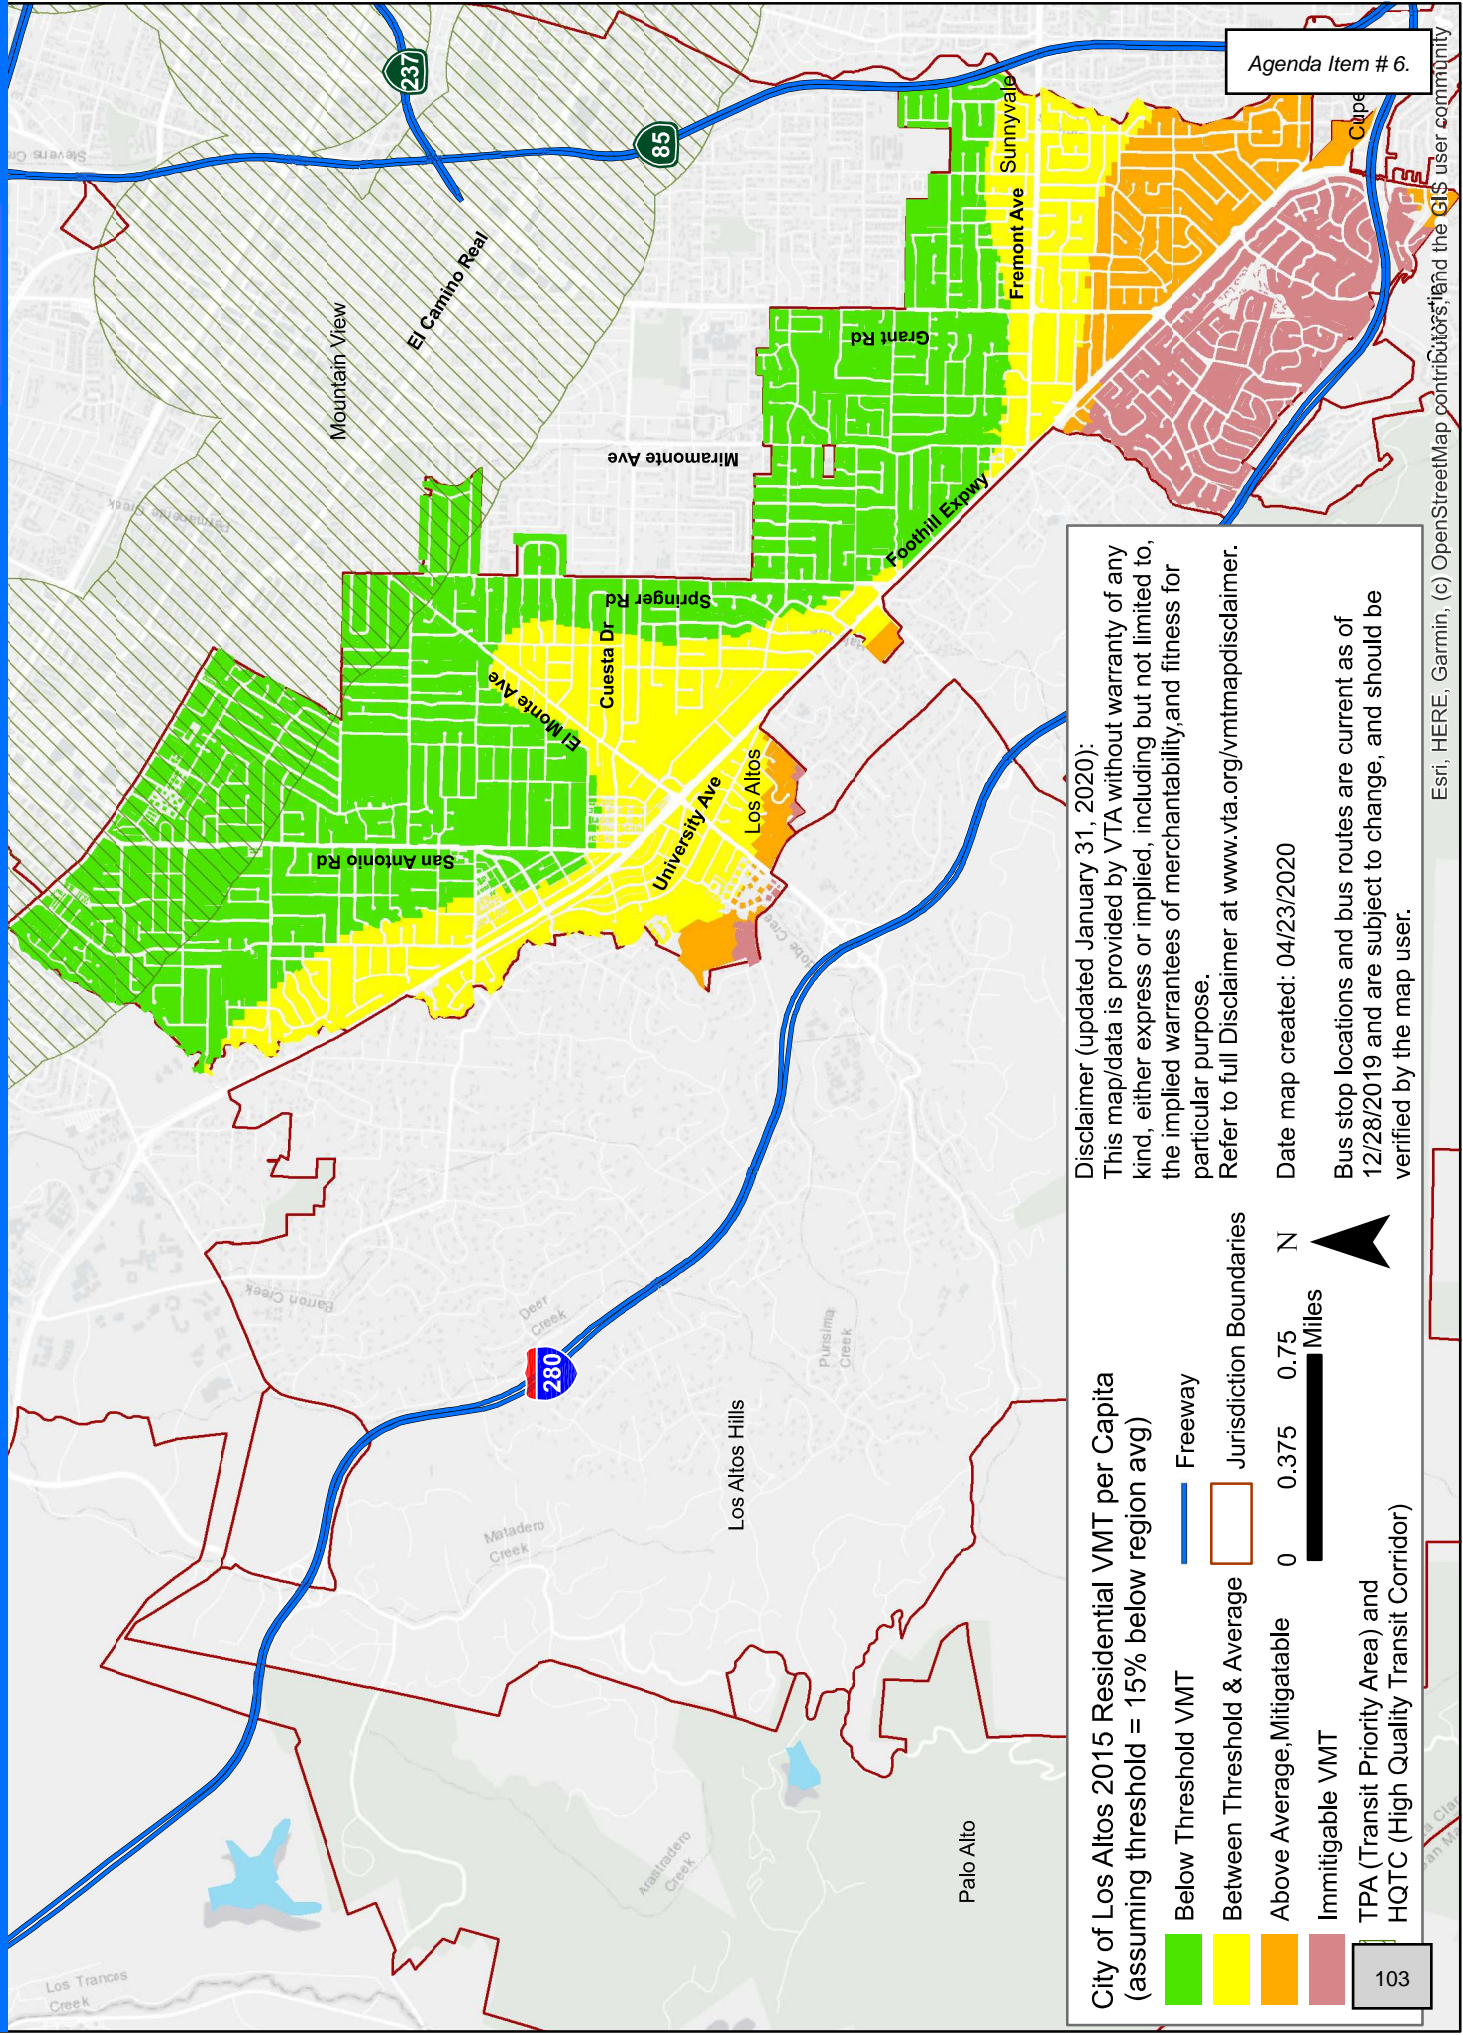 Agenda Item # 6.
237
85
280
Stevens Cre
Sunnyvale
Fremont Ave
Cupe
El Camino Real
Mountain View
Grant Rd
Miramonte Ave
Permanente Creek
Foothill Expwy
Springer Rd
Cuesta Dr
El Monte Ave
University Ave
Los Altos
San Antonio Rd
Hale
Adobe Creek
Barron Creek
Deer
Creek
Purisima
Creek
Matadero
Creek
Los Altos Hills
Arastradero
Creek
Palo Alto
Los Trancos
Creek
City of Los Altos 2015 Residential VMT per Capita
(assuming threshold = 15% below region avg)
Below Threshold VMT
Between Threshold & Average
Above Average,Mitigatable
Immitigable VMT
TPA (Transit Priority Area) and
HQTC (High Quality Transit Corridor)
Freeway
Jurisdiction Boundaries
0 0.375 0.75
Miles
N
Disclaimer (updated January 31, 2020):
This map/data is provided by VTA without warranty of any
kind, either express or implied, including but not limited to,
the implied warrantees of merchantability,and fitness for
particular purpose.
Refer to full Disclaimer at www.vta.org/vmtmapdisclaimer.
Date map created: 04/23/2020
Bus stop locations and bus routes are current as of
12/28/2019 and are subject to change, and should be
verified by the map user.
Esri, HERE, Garmin, (c) OpenStreetMap contributors, and the GIS user community
103